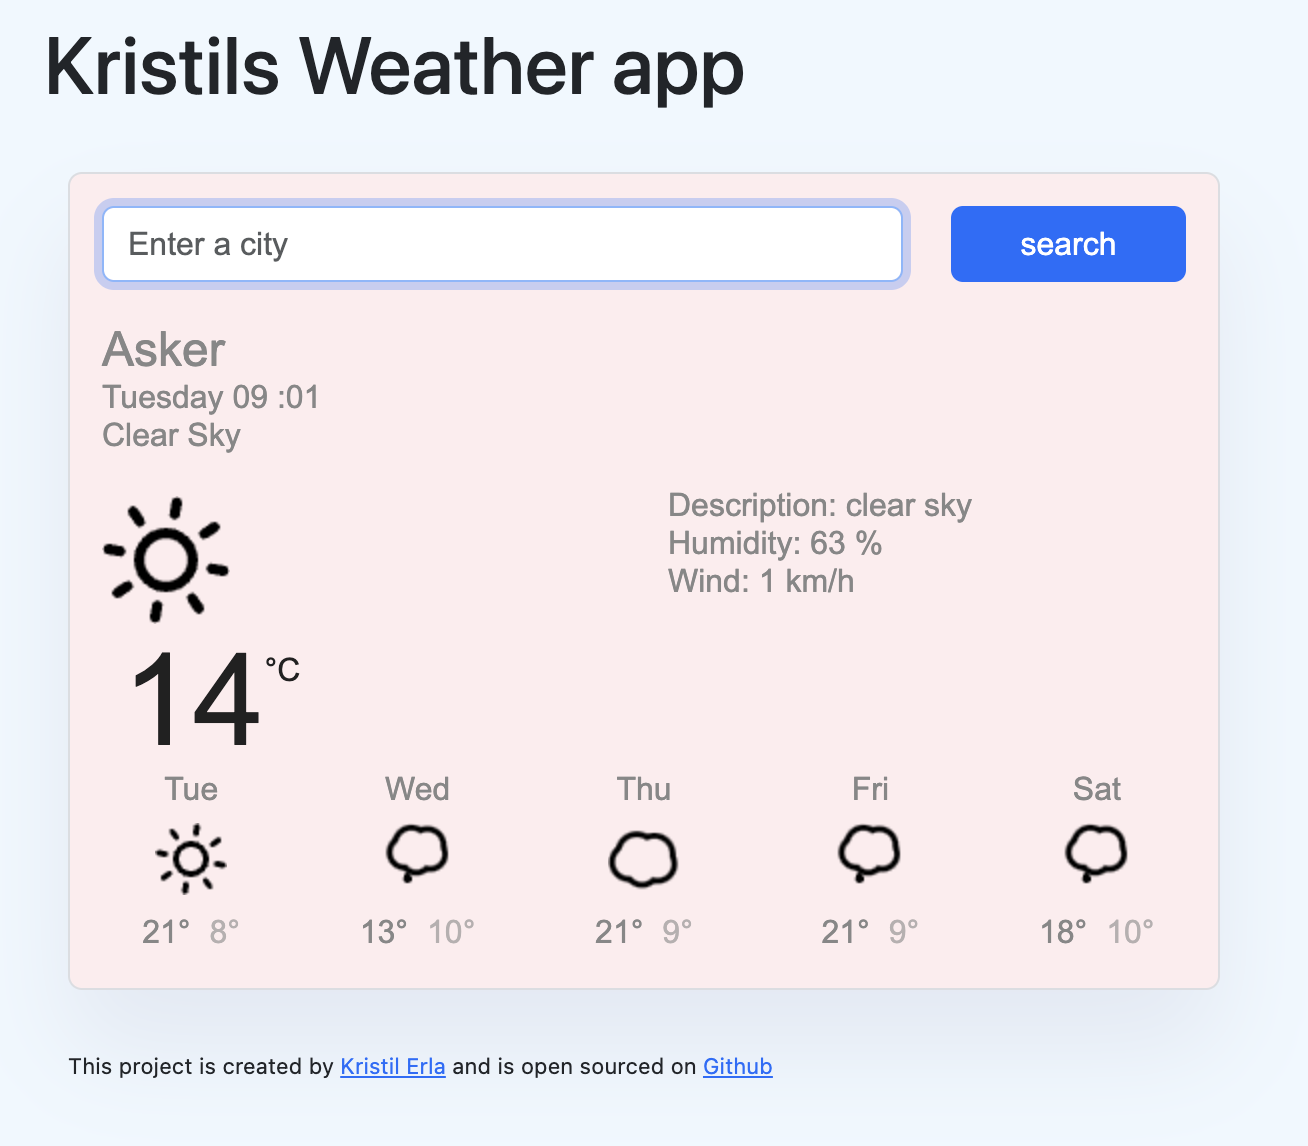 Kristils Weather app
Enter a city
search
Asker
Tuesday 09 :01
Clear Sky
Description: clear sky
Humidity: 63 %
Wind: 1 km/h
14 °C
Tue Wed Thu Fri Sat
21° 8° 13° 10° 21° 9° 21° 9° 18° 10°
This project is created by Kristil Erla and is open sourced on Github